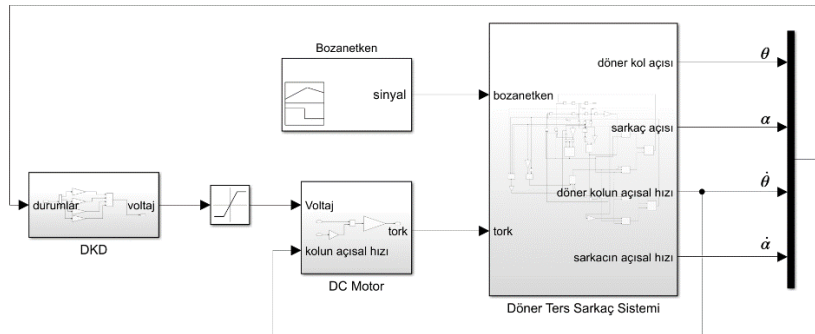 Bozanetken
sinyal
bozanetken
döner kol açısı
θ
sarkaç açısı
α
döner kolun açısal hızı
θ̇
tork
sarkacın açısal hızı
α̇
Döner Ters Sarkaç Sistemi
durumlar
voltaj
DKD
Voltaj
tork
kolun açısal hızı
DC Motor